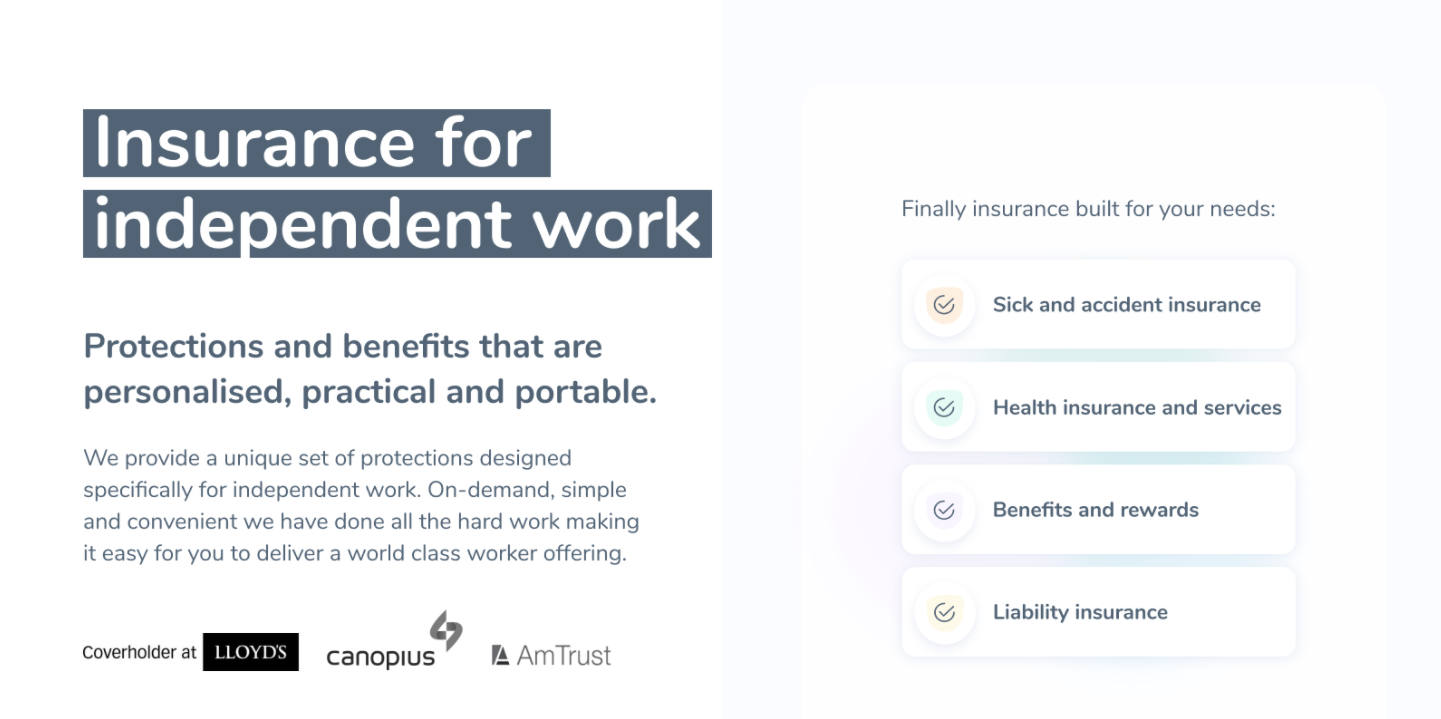 Insurance for
independent work
Protections and benefits that are
personalised, practical and portable.
We provide a unique set of protections designed
specifically for independent work. On-demand, simple
and convenient we have done all the hard work making
it easy for you to deliver a world class worker offering.
Coverholder at LLOYD'S
canopius
AmTrust
Finally insurance built for your needs:
Sick and accident insurance
Health insurance and services
Benefits and rewards
Liability insurance